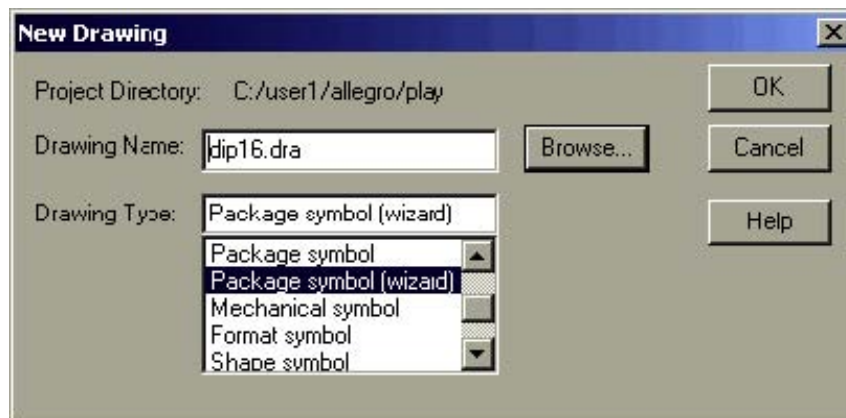 New Drawing
Project Directory: C:/user1/allegro/play
OK
Drawing Name: dip16.dra
Browse...
Cancel
Drawing Type: Package symbol (wizard)
Help
Package symbol
Package symbol (wizard)
Mechanical symbol
Format symbol
Shape symbol